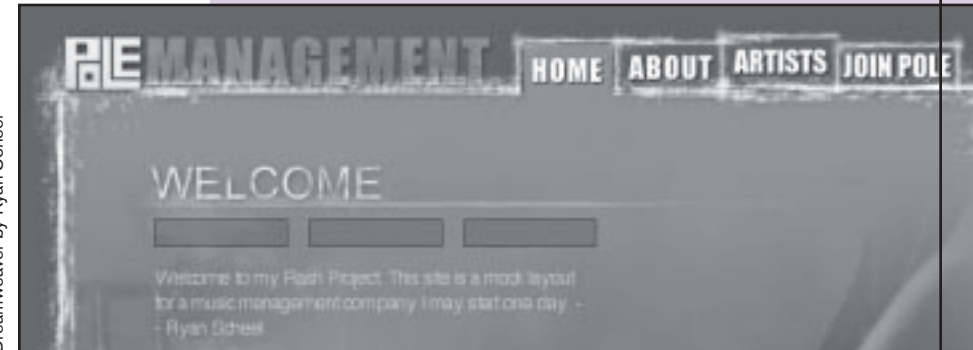 POLE MANAGEMENT HOME ABOUT ARTISTS JOIN POLE
WELCOME
Welcome to my Flash Project. This site is a mock layout
for a music management company I may start one day -
- Ryan Scheel
Dreamweaver by Ryan Scheel